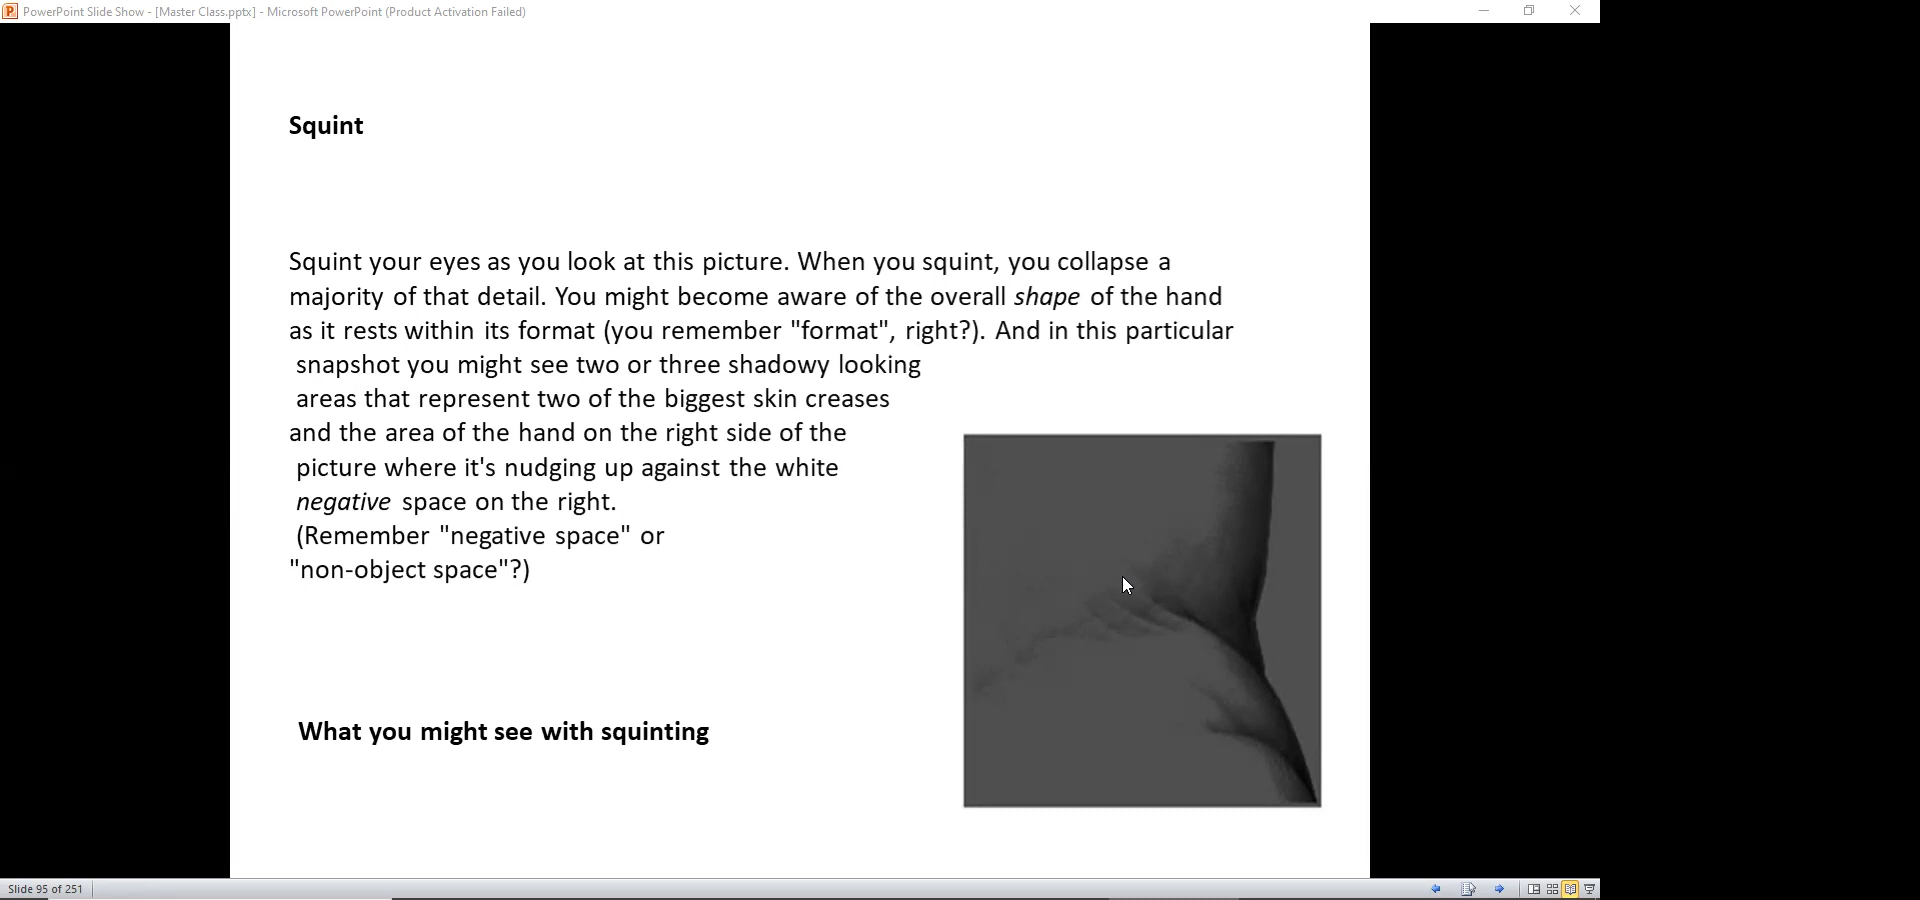 PowerPoint Slide Show - [Master Class.pptx] - Microsoft PowerPoint (Product Activation Failed)
Squint
Squint your eyes as you look at this picture. When you squint, you collapse a
majority of that detail. You might become aware of the overall shape of the hand
as it rests within its format (you remember "format", right?). And in this particular
snapshot you might see two or three shadowy looking
areas that represent two of the biggest skin creases
and the area of the hand on the right side of the
picture where it's nudging up against the white
negative space on the right.
(Remember "negative space" or
"non-object space"?)
What you might see with squinting
Slide 95 of 251